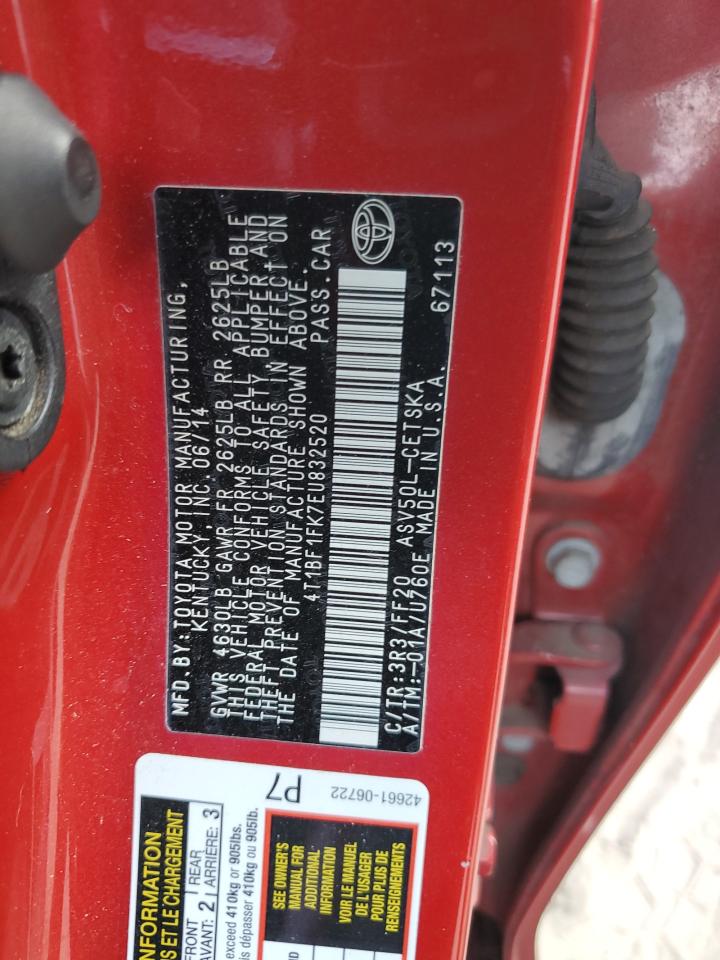 MFD.BY:TOYOTA MOTOR MANUFACTURING,
KENTUCKY, INC. 06/14
GVWR 4630LB GAWR FR 2625LB RR 2625LB
THIS VEHICLE CONFORMS TO ALL APPLICABLE
FEDERAL MOTOR VEHICLE SAFETY, BUMPER, AND
THEFT PREVENTION STANDARDS IN EFFECT ON
THE DATE OF MANUFACTURE SHOWN ABOVE.
4T1BF1FK7EU832520 PASS.CAR
C/TR:3R3/FF20 ASV50L-CETSKA
A/TM:-01A/U760E MADE IN U.S.A.
67113
NFORMATION
S ET LE CHARGEMENT
FRONT | REAR
AVANT: 2 | ARRIÈRE: 3
exceed 410kg or 905lbs.
s dépasser 410kg ou 905lb.
P7
SEE OWNER'S
MANUAL FOR
ADDITIONAL
INFORMATION
VOIR LE MANUEL
DE L'USAGER
POUR PLUS DE
RENSEIGNEMENTS
42661-06722